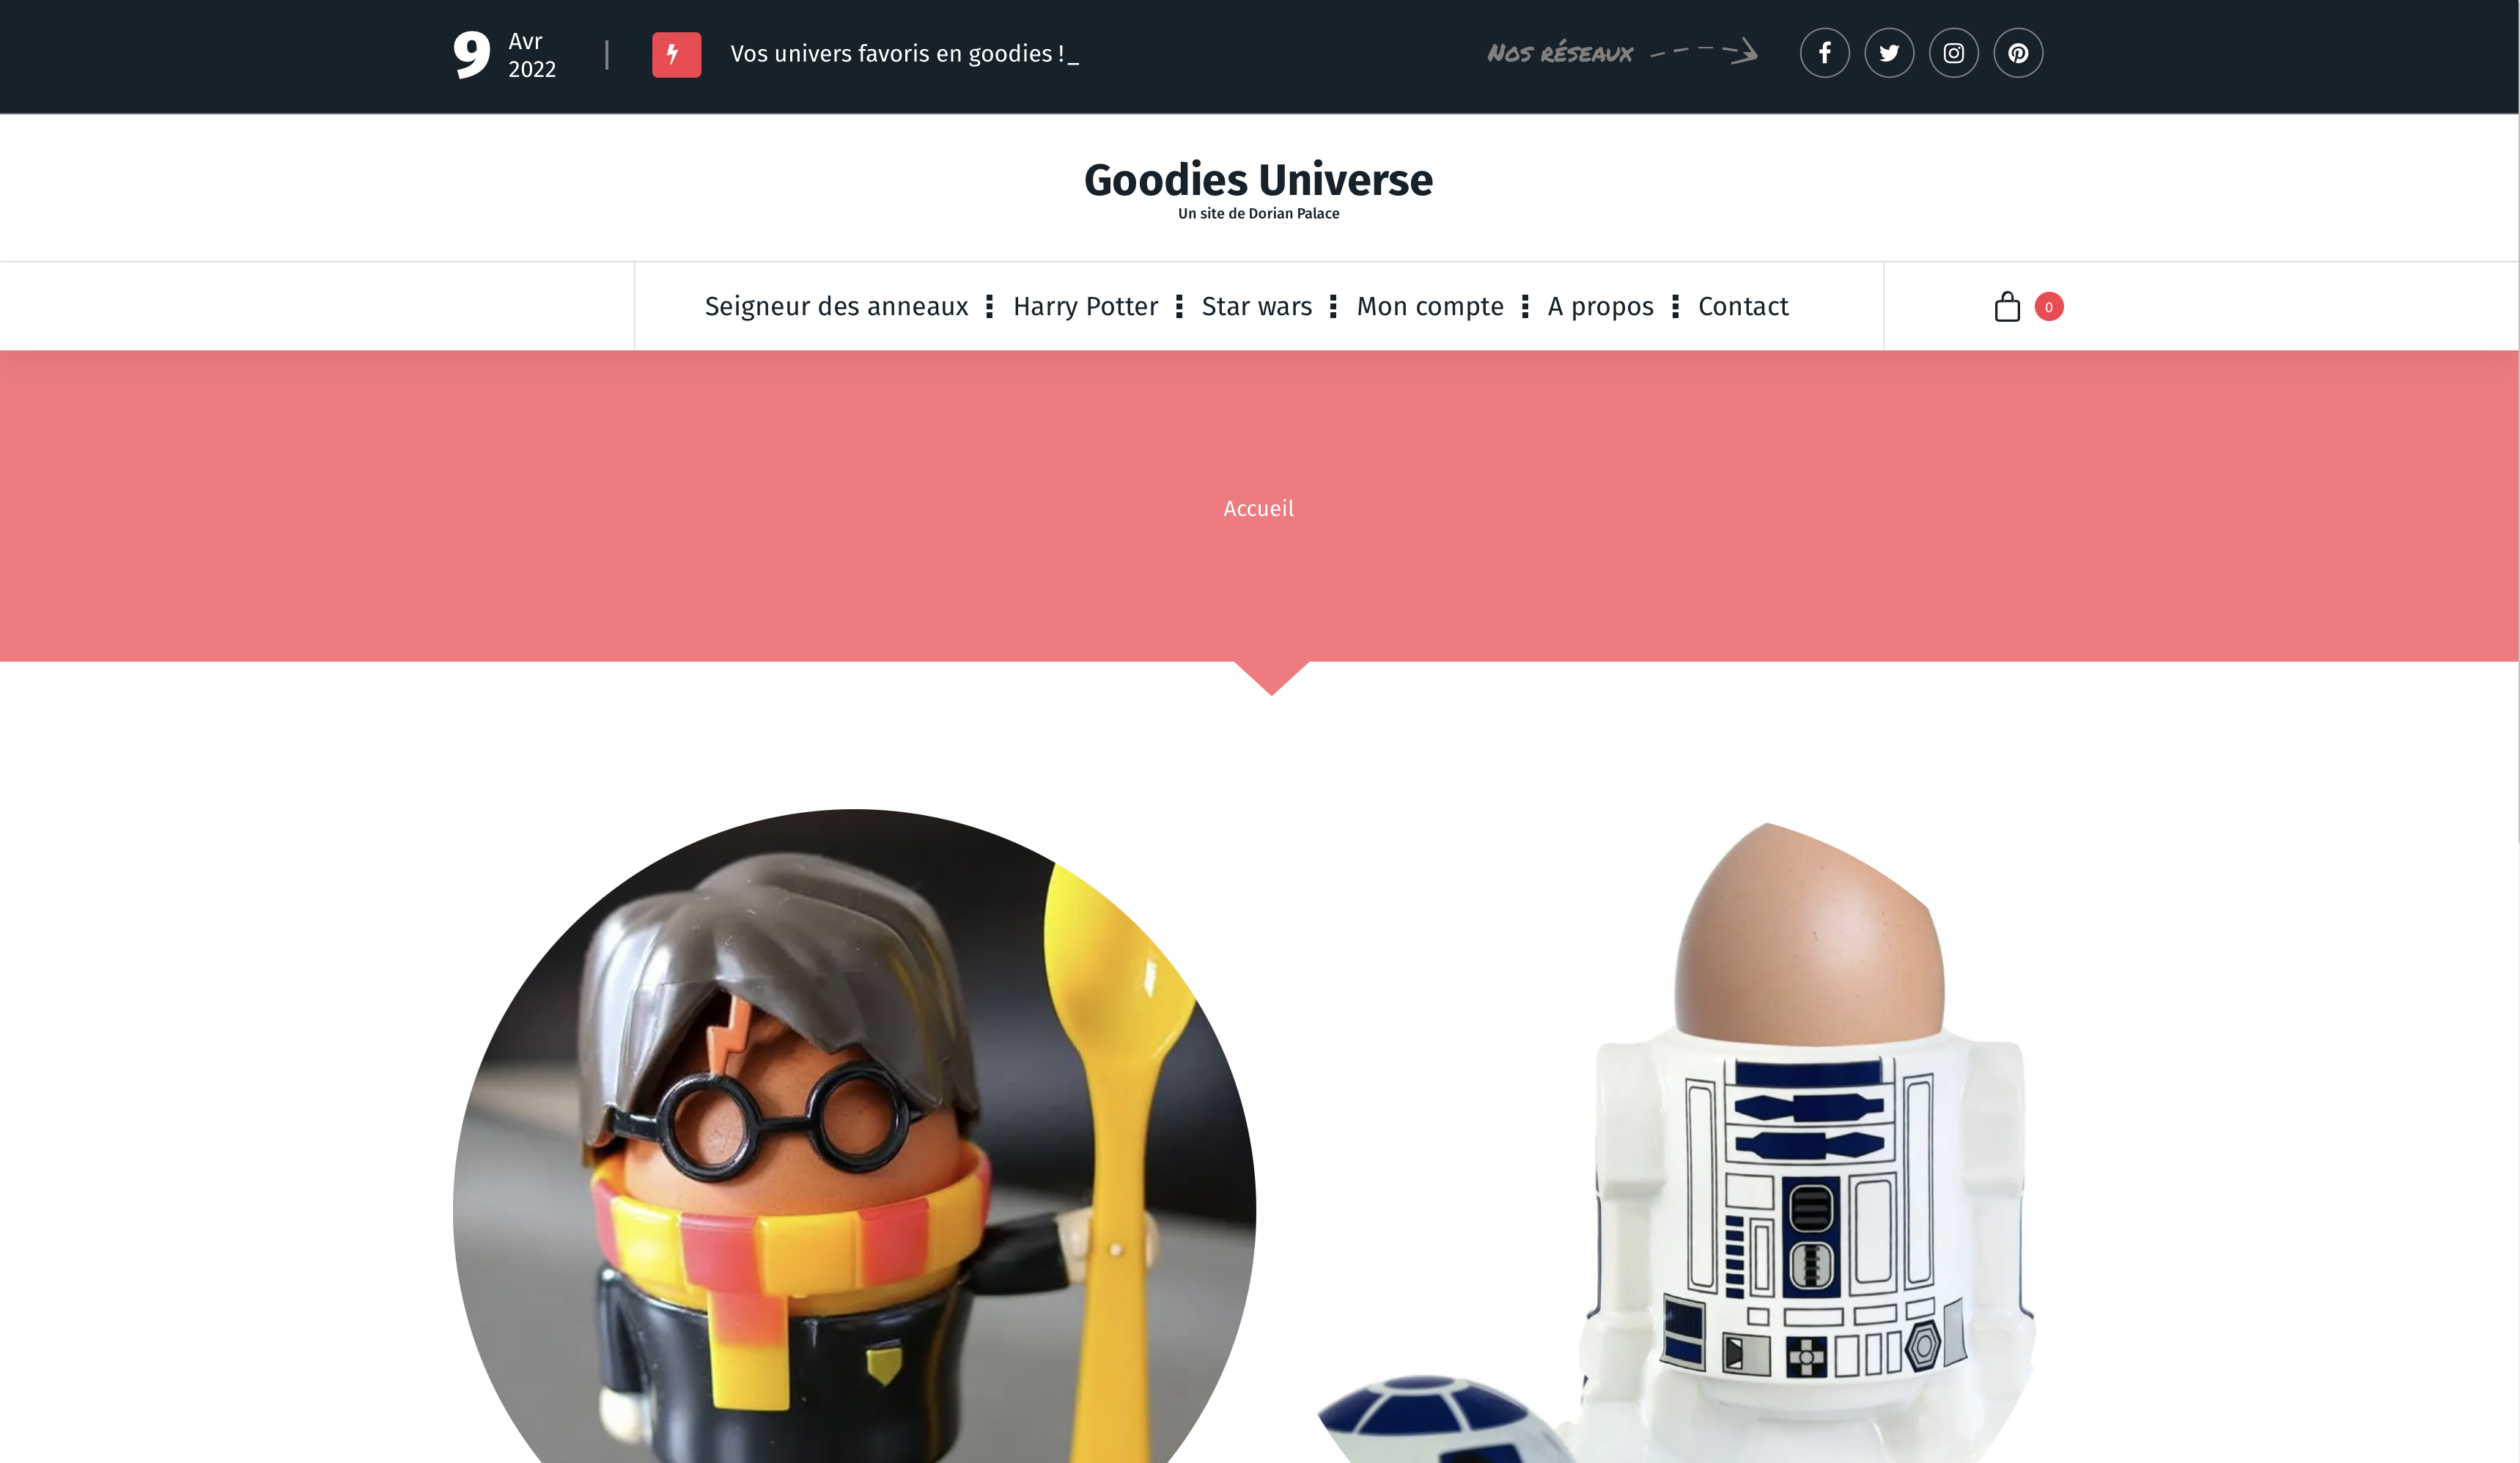 9 Avr
2022
Vos univers favoris en goodies !_
Nos réseaux
Goodies Universe
Un site de Dorian Palace
Seigneur des anneaux
Harry Potter
Star wars
Mon compte
A propos
Contact
0
Accueil